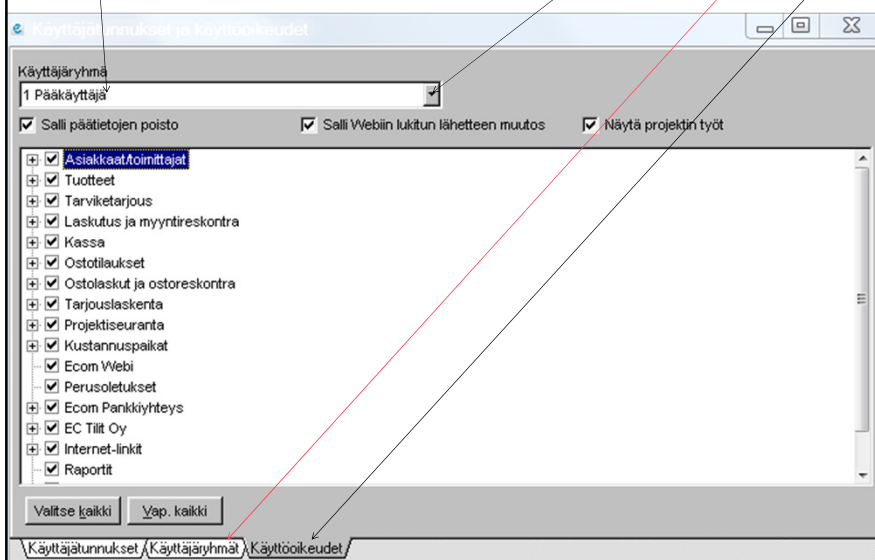 Käyttäjätunnukset ja käyttöoikeudet
Käyttäjäryhmä
1 Pääkäyttäjä
Salli päätietojen poisto
Salli Webiin lukitun lähetteen muutos
Näytä projektin työt
Asiakkaat/toimittajat
Tuotteet
Tarviketarjous
Laskutus ja myyntireskontra
Kassa
Ostotilaukset
Ostolaskut ja ostoreskontra
Tarjouslaskenta
Projektiseuranta
Kustannuspaikat
Ecom Webi
Perusoletukset
Ecom Pankkiyhteys
EC Tilit Oy
Internet-linkit
Raportit
Valitse kaikki
Vap. kaikki
Käyttäjätunnukset
Käyttäjäryhmät
Käyttöoikeudet